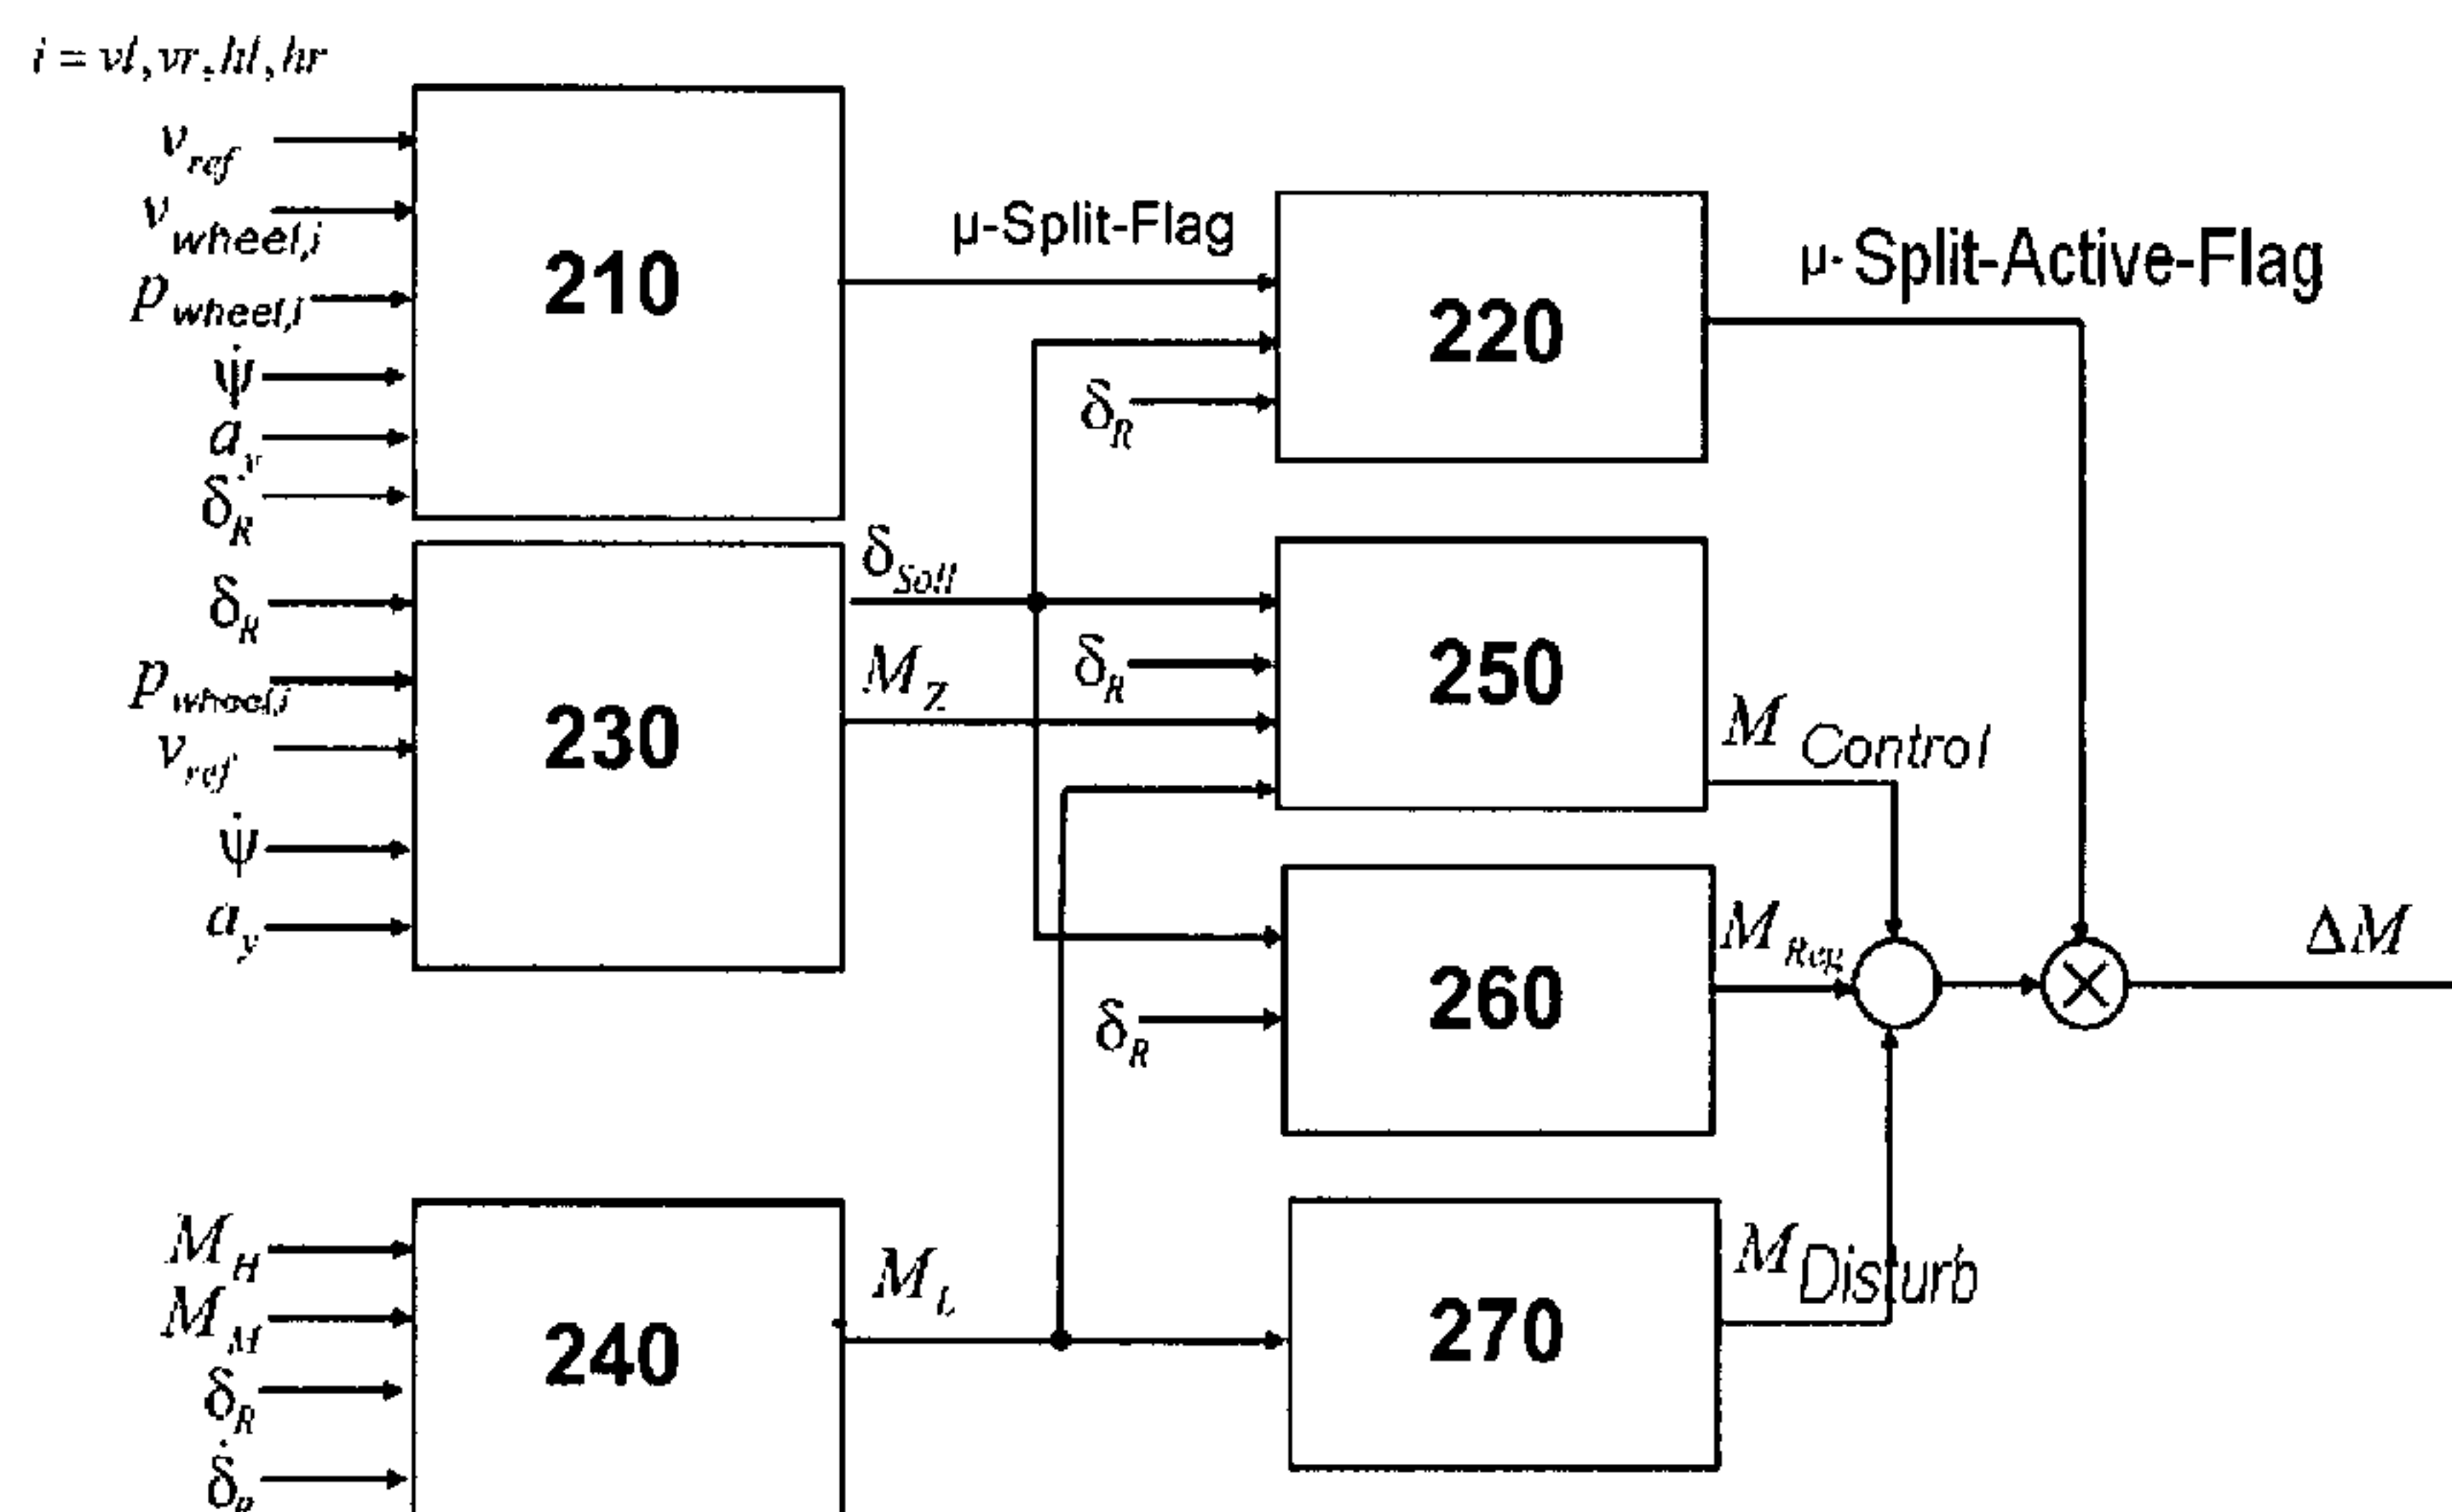 i = vl, vr, hl, hr
v_ref
v_wheel,i
p_wheel,i
ψ̇
a_y
δ_R
210
μ-Split-Flag
δ_R
220
μ-Split-Active-Flag
δ_R
p_wheel,i
v_ref
ψ̇
a_y
230
δ_Soll
M_Z
δ_R
250
M_Control
δ_R
260
M_Reg
ΔM
M_H
M_M
δ_R
δ̇_R
240
M_L
270
M_Disturb